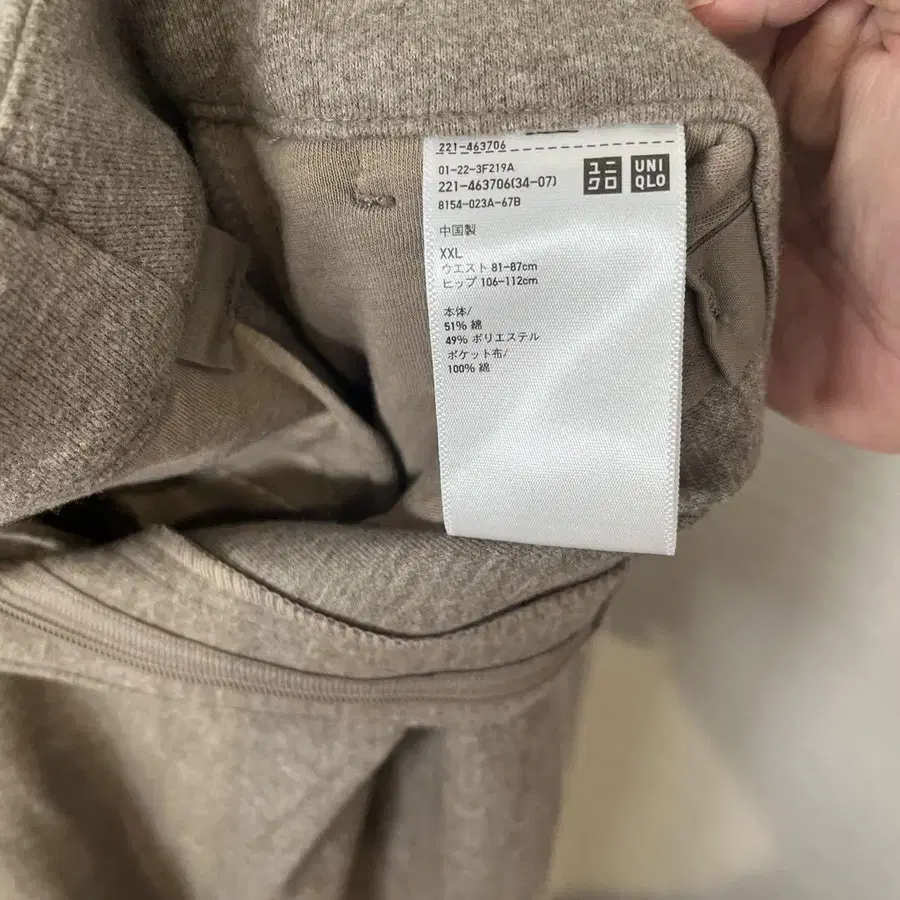 221-463706
01-22-3F219A
221-463706(34-07)
8154-023A-67B
ユニ
クロ
UNI
QLO
中国製
XXL
ウエスト 81-87cm
ヒップ 106-112cm
本体/
51% 綿
49% ポリエステル
ポケット布/
100% 綿